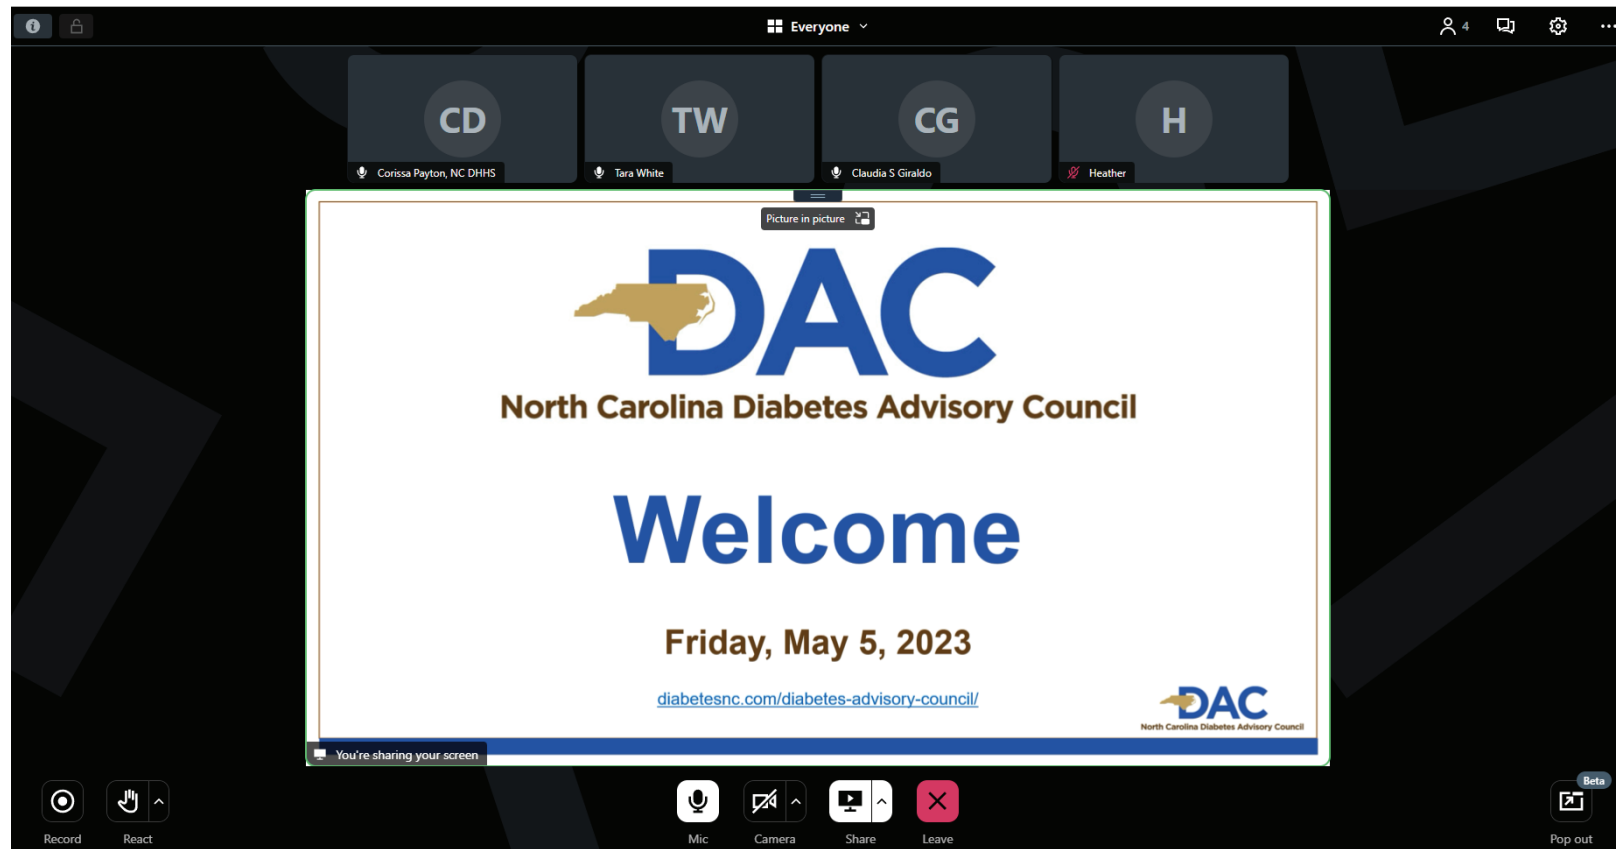 Everyone
4
CD
TW
CG
H
Corissa Payton, NC DHHS
Tara White
Claudia S Giraldo
Heather
Picture in picture
DAC
North Carolina Diabetes Advisory Council
Welcome
Friday, May 5, 2023
diabetesnc.com/diabetes-advisory-council/
DAC
North Carolina Diabetes Advisory Council
You're sharing your screen
Beta
Record
React
Mic
Camera
Share
Leave
Pop out